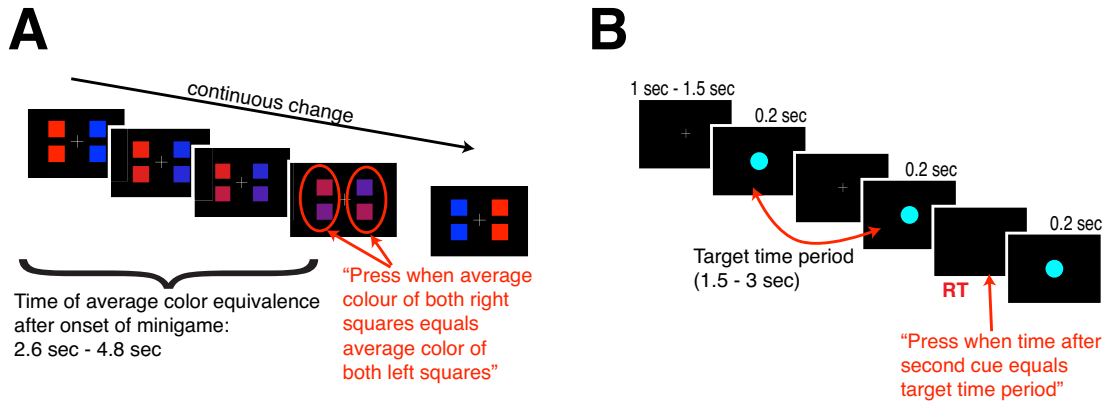 A
continuous change
Time of average color equivalence
after onset of minigame:
2.6 sec - 4.8 sec
“Press when average
colour of both right
squares equals
average color of
both left squares”
B
1 sec - 1.5 sec
0.2 sec
0.2 sec
0.2 sec
Target time period
(1.5 - 3 sec)
RT
“Press when time after
second cue equals
target time period”